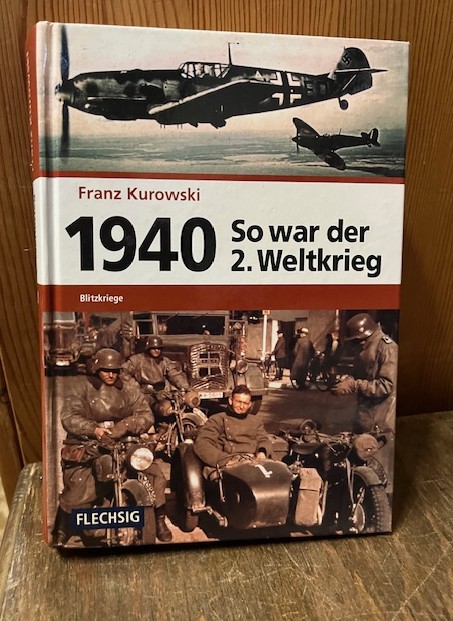 Franz Kurowski
1940
So war der
2. Weltkrieg
Blitzkriege
FLECHSIG